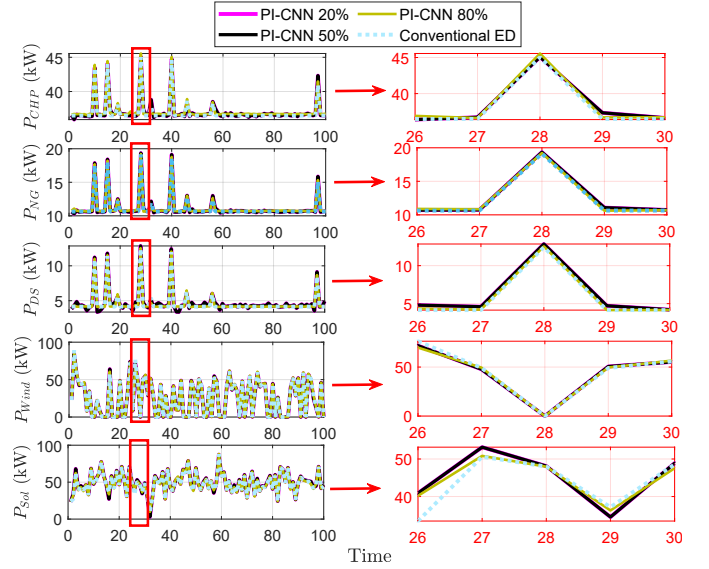 PI-CNN 20% PI-CNN 80%
PI-CNN 50% Conventional ED
P_CHP (kW)
45
40
0 20 40 60 80 100
45
40
26 27 28 29 30
P_NG (kW)
20
15
10
0 20 40 60 80 100
20
15
10
26 27 28 29 30
P_DS (kW)
10
5
0 20 40 60 80 100
10
5
26 27 28 29 30
P_Wind (kW)
100
50
0
0 20 40 60 80 100
50
0
26 27 28 29 30
P_Sol (kW)
100
50
0
0 20 40 60 80 100
50
40
26 27 28 29 30
Time